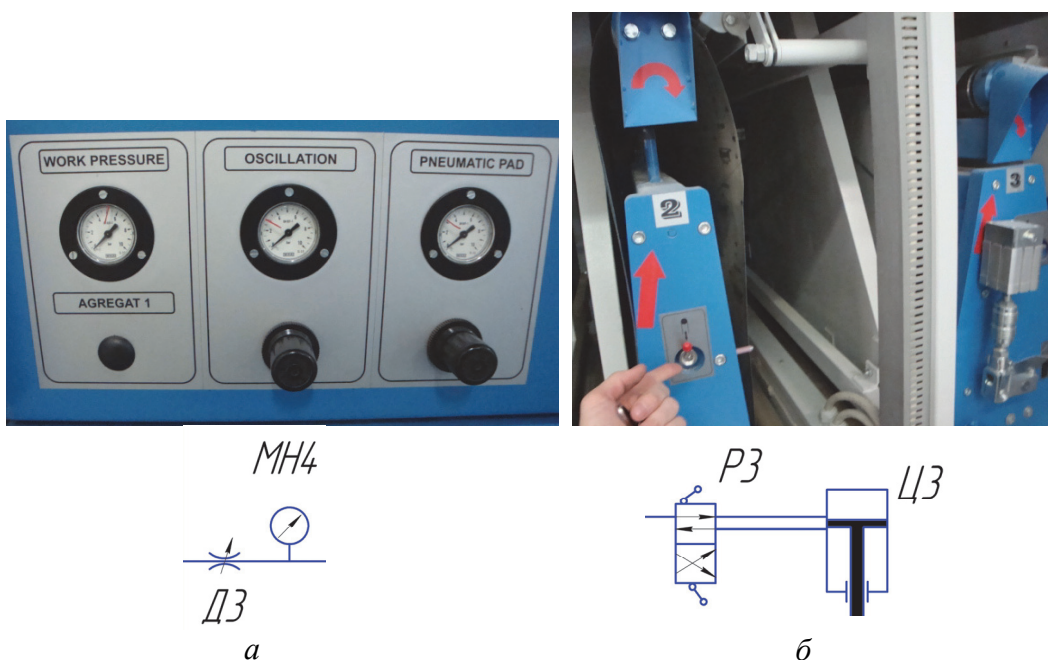 WORK PRESSURE
OSCILLATION
PNEUMATIC PAD
AGREGAT 1
2
3
МН4
Д3
Р3
Ц3
а
б